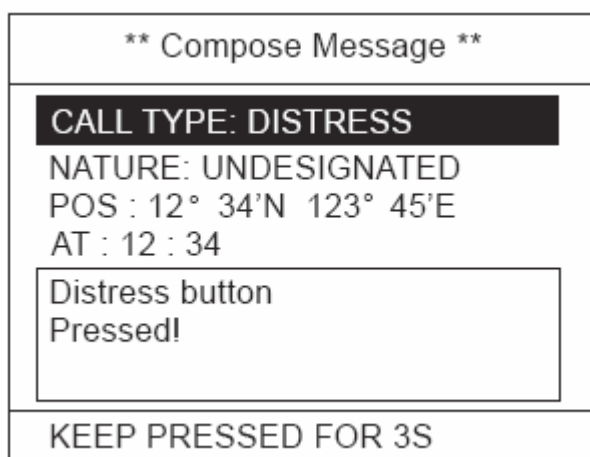 ** Compose Message **
CALL TYPE: DISTRESS
NATURE: UNDESIGNATED
POS : 12° 34'N 123° 45'E
AT : 12 : 34
Distress button
Pressed!
KEEP PRESSED FOR 3S